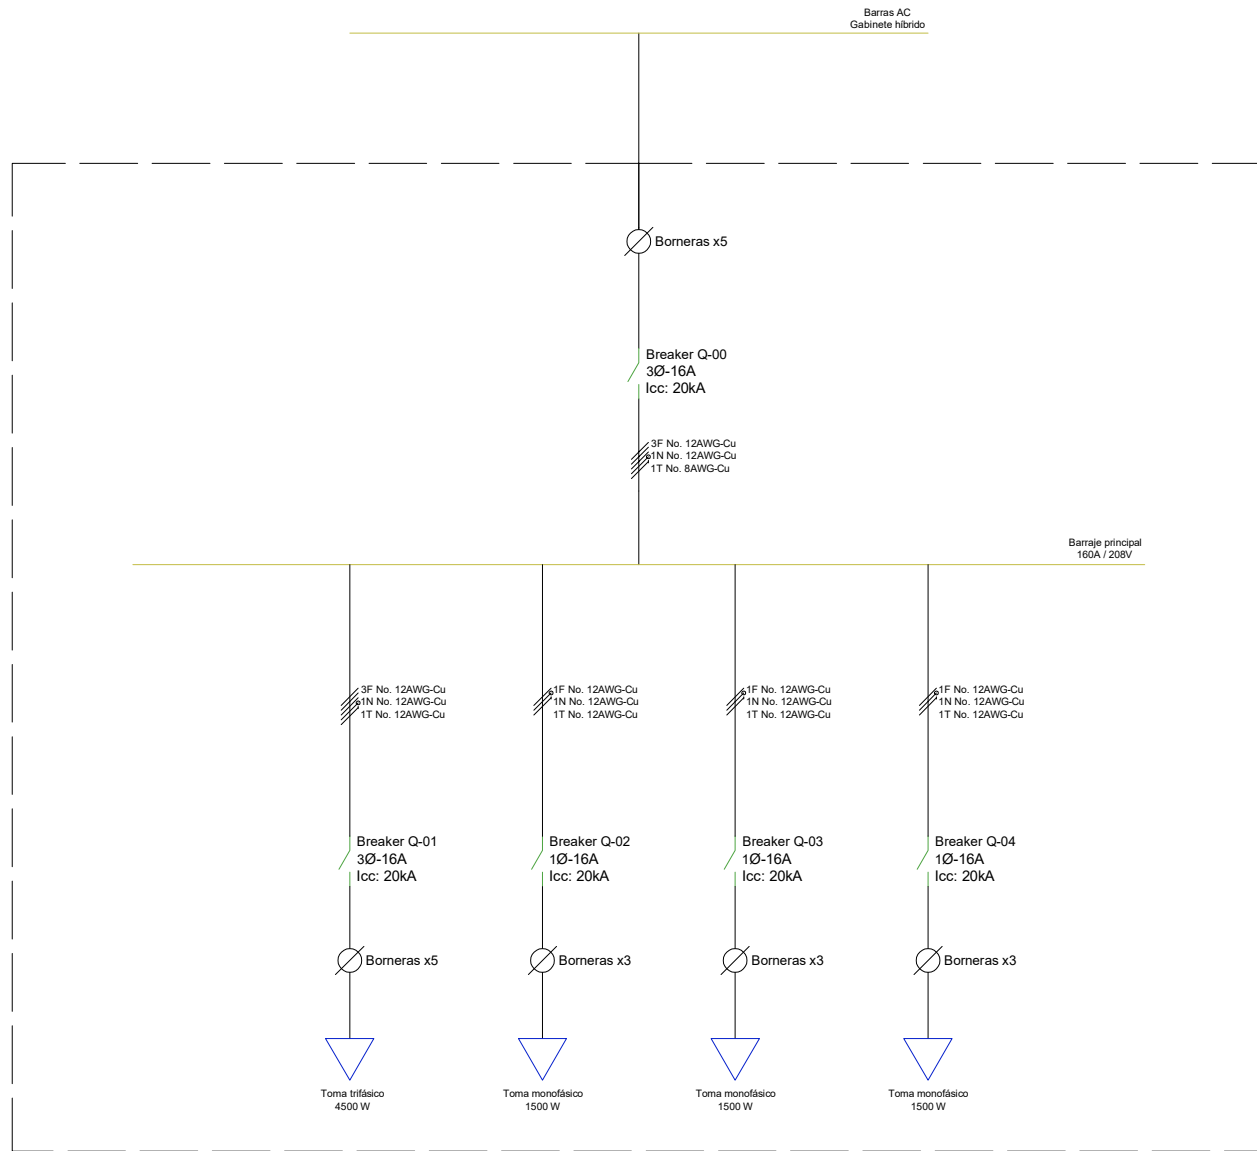 Barras AC
Gabinete híbrido
Borneras x5
Breaker Q-00
3Ø-16A
Icc: 20kA
3F No. 12AWG-Cu
1N No. 12AWG-Cu
1T No. 8AWG-Cu
Barraje principal
160A / 208V
3F No. 12AWG-Cu
1N No. 12AWG-Cu
1T No. 12AWG-Cu
1F No. 12AWG-Cu
1N No. 12AWG-Cu
1T No. 12AWG-Cu
1F No. 12AWG-Cu
1N No. 12AWG-Cu
1T No. 12AWG-Cu
1F No. 12AWG-Cu
1N No. 12AWG-Cu
1T No. 12AWG-Cu
Breaker Q-01
3Ø-16A
Icc: 20kA
Breaker Q-02
1Ø-16A
Icc: 20kA
Breaker Q-03
1Ø-16A
Icc: 20kA
Breaker Q-04
1Ø-16A
Icc: 20kA
Borneras x5
Borneras x3
Borneras x3
Borneras x3
Toma trifásico
4500 W
Toma monofásico
1500 W
Toma monofásico
1500 W
Toma monofásico
1500 W